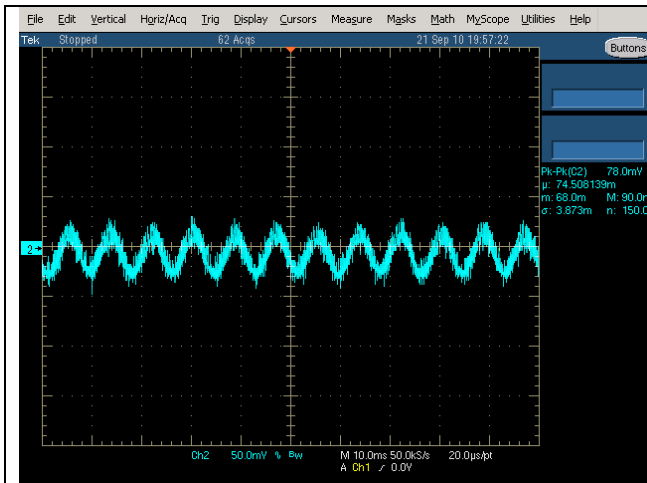 File Edit Vertical Horiz/Acq Trig Display Cursors Measure Masks Math MyScope Utilities Help
Tek Stopped 62 Acqs 21 Sep 10 19:57:22
Buttons
Pk-Pk(C2) 78.0mV
µ: 74.508139m
m: 68.0m M: 90.0m
σ: 3.873m n: 150.0
2
Ch2 50.0mV % Bw M 10.0ms 50.0kS/s 20.0µs/pt
A Ch1 / 0.0V